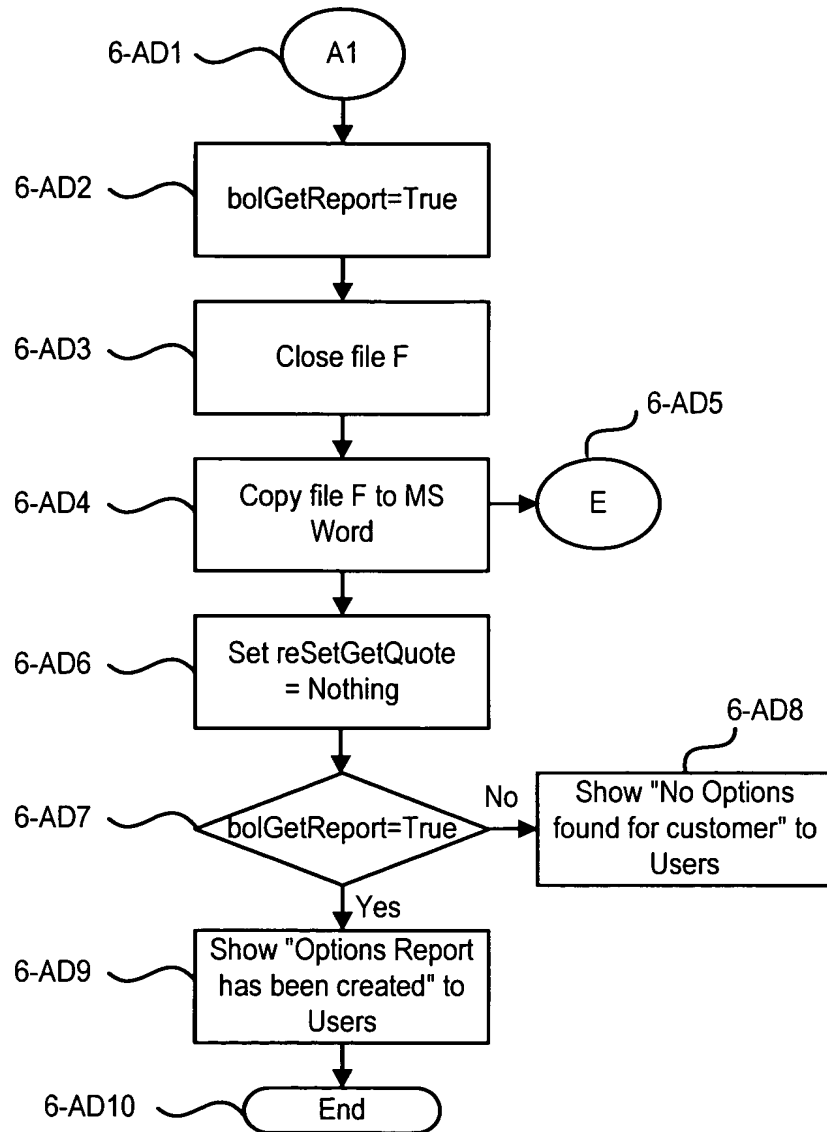 6-AD1
A1
6-AD2
bolGetReport=True
6-AD3
Close file F
6-AD5
6-AD4
Copy file F to MS
Word
E
6-AD6
Set reSetGetQuote
= Nothing
6-AD8
6-AD7
bolGetReport=True
No
Show "No Options
found for customer" to
Users
Yes
6-AD9
Show "Options Report
has been created" to
Users
6-AD10
End